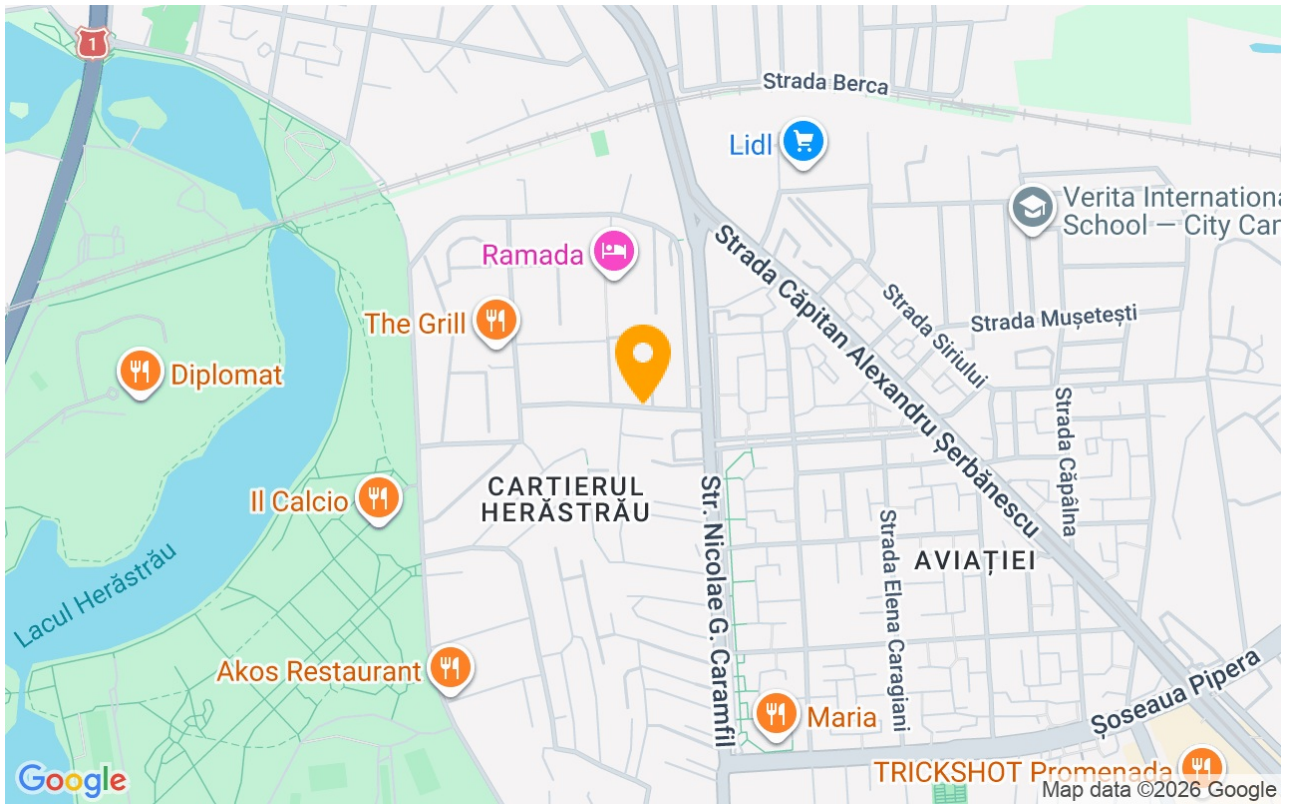 1
Strada Berca
Lidl
Verita Internationa
School — City Car
Ramada
Strada Căpitan Alexandru Șerbănescu
Strada Siriului
Strada Mușetești
The Grill
Diplomat
Strada Căpâlna
Il Calcio
CARTIERUL
HERĂSTRĂU
Str. Nicolae G. Caramfil
Strada Elena Caragiani
AVIAȚIEI
Lacul Herăstrău
Akos Restaurant
Maria
Șoseaua Pipera
TRICKSHOT Promenada
Google
Map data ©2026 Google